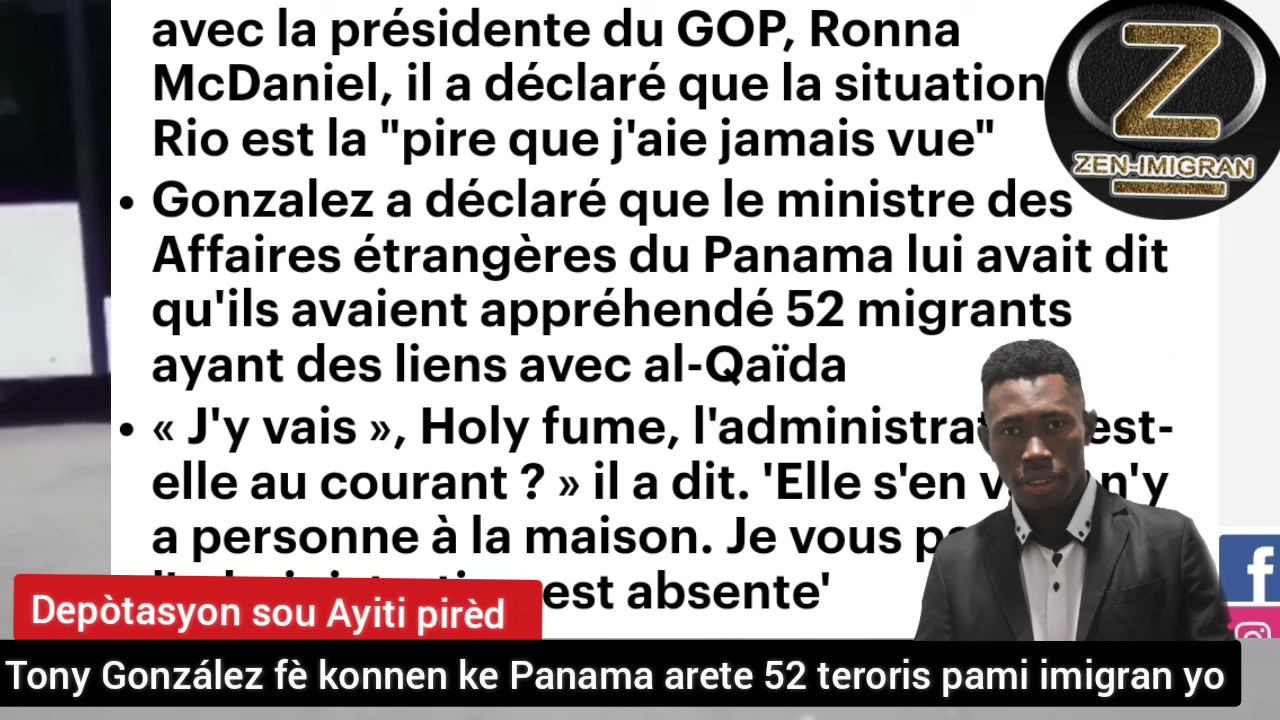 avec la présidente du GOP, Ronna
McDaniel, il a déclaré que la situation
Rio est la "pire que j'aie jamais vue"
Z
ZEN-IMIGRAN
• Gonzalez a déclaré que le ministre des
Affaires étrangères du Panama lui avait dit
qu'ils avaient appréhendé 52 migrants
ayant des liens avec al-Qaïda
• « J'y vais », Holy fume, l'administrat est-
elle au courant ? » il a dit. 'Elle s'en n'y
a personne à la maison. Je vous
est absente'
f
Depòtasyon sou Ayiti pirèd
Tony González fè konnen ke Panama arete 52 teroris pami imigran yo